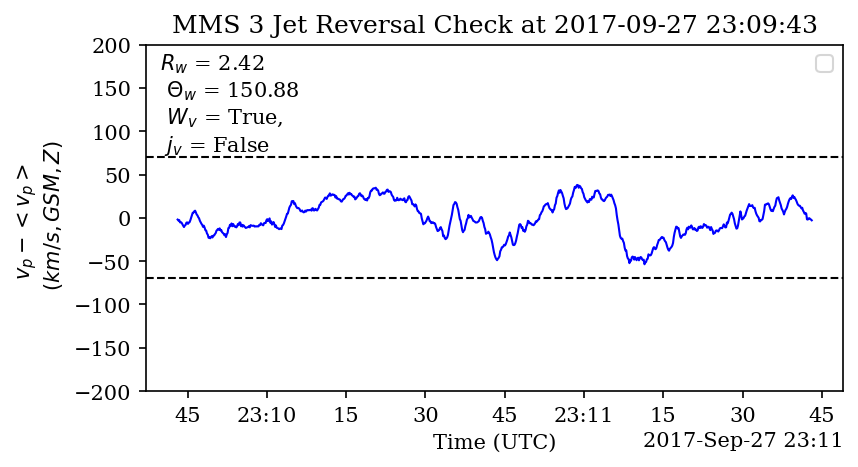 MMS 3 Jet Reversal Check at 2017-09-27 23:09:43
R_w = 2.42
Θ_w = 150.88
W_v = True,
j_v = False
v_p − < v_p >
(km/s, GSM, Z)
200
150
100
50
0
−50
−100
−150
−200
45 23:10 15 30 45 23:11 15 30 45
Time (UTC)
2017-Sep-27 23:11